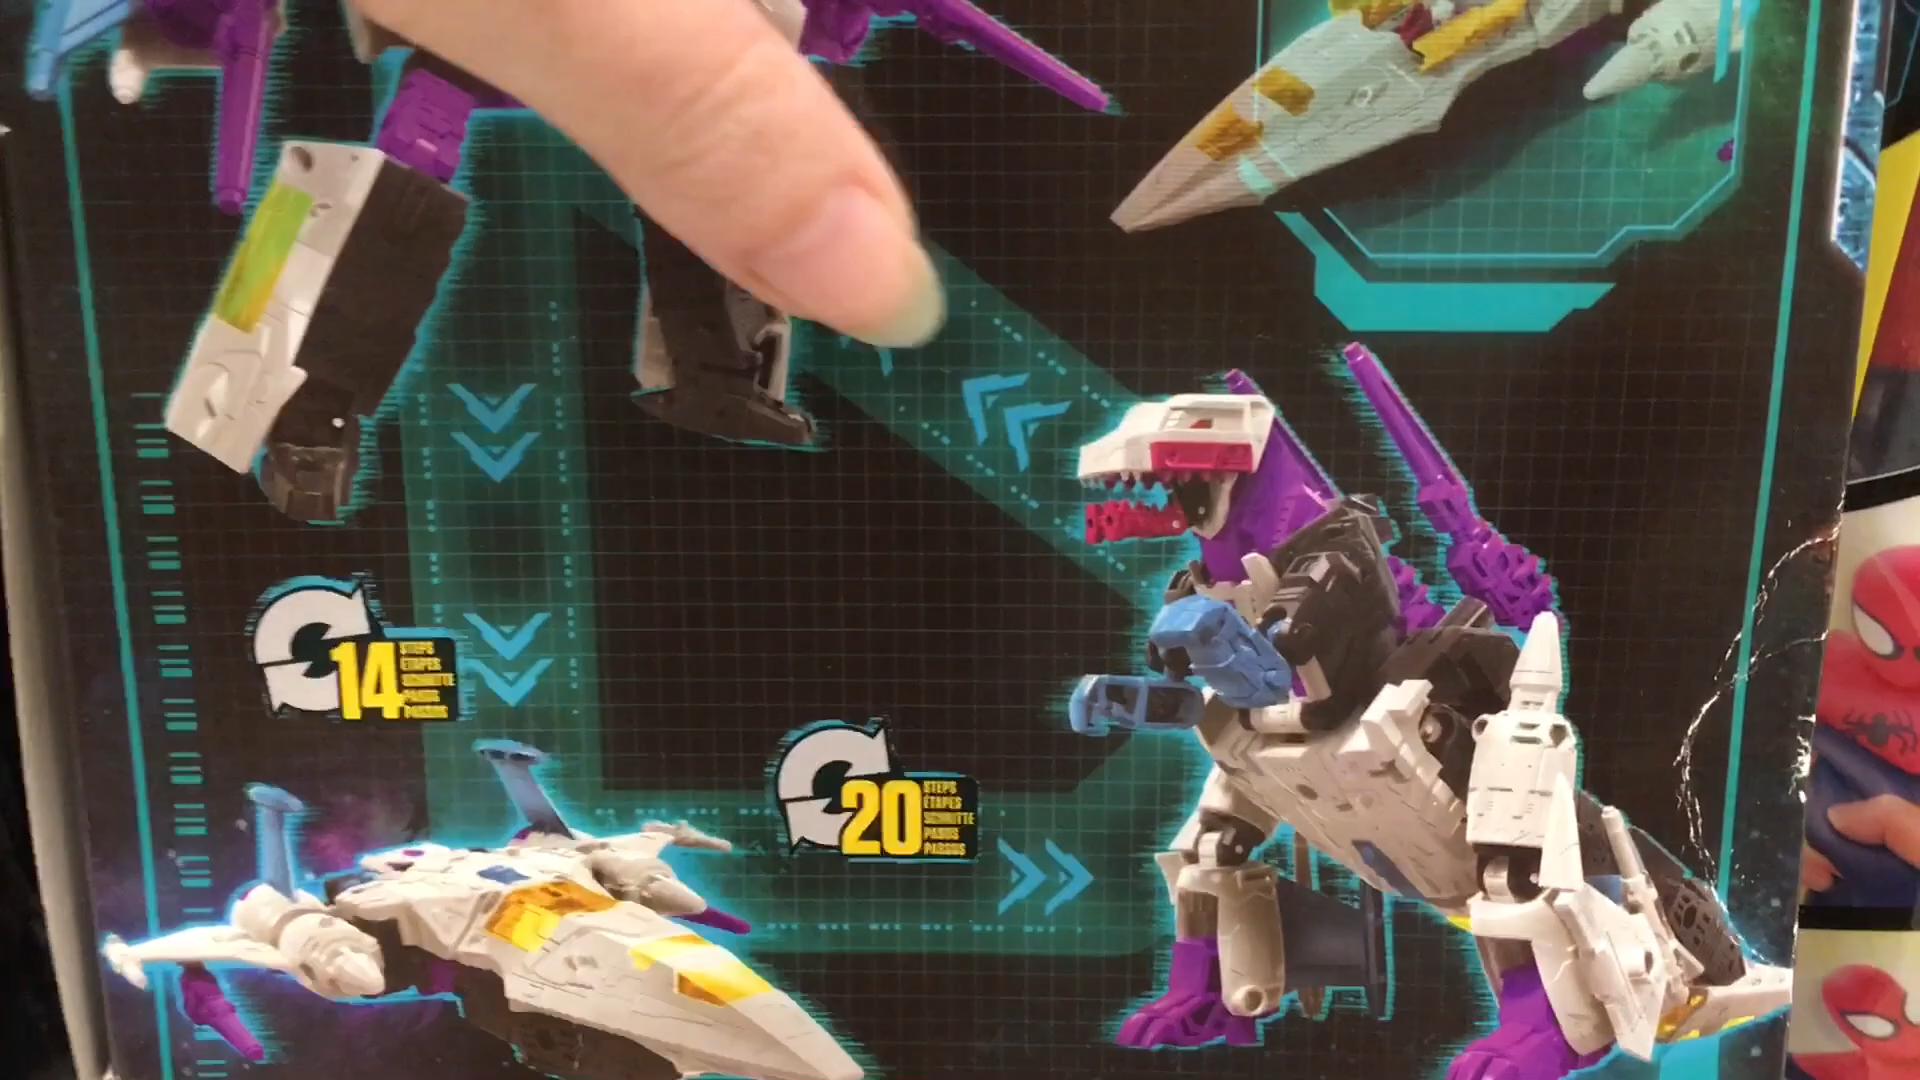 14
STEPS
ÉTAPES
SCHRITTE
PASOS
PASSOS
20
STEPS
ÉTAPES
SCHRITTE
PASOS
PASSOS